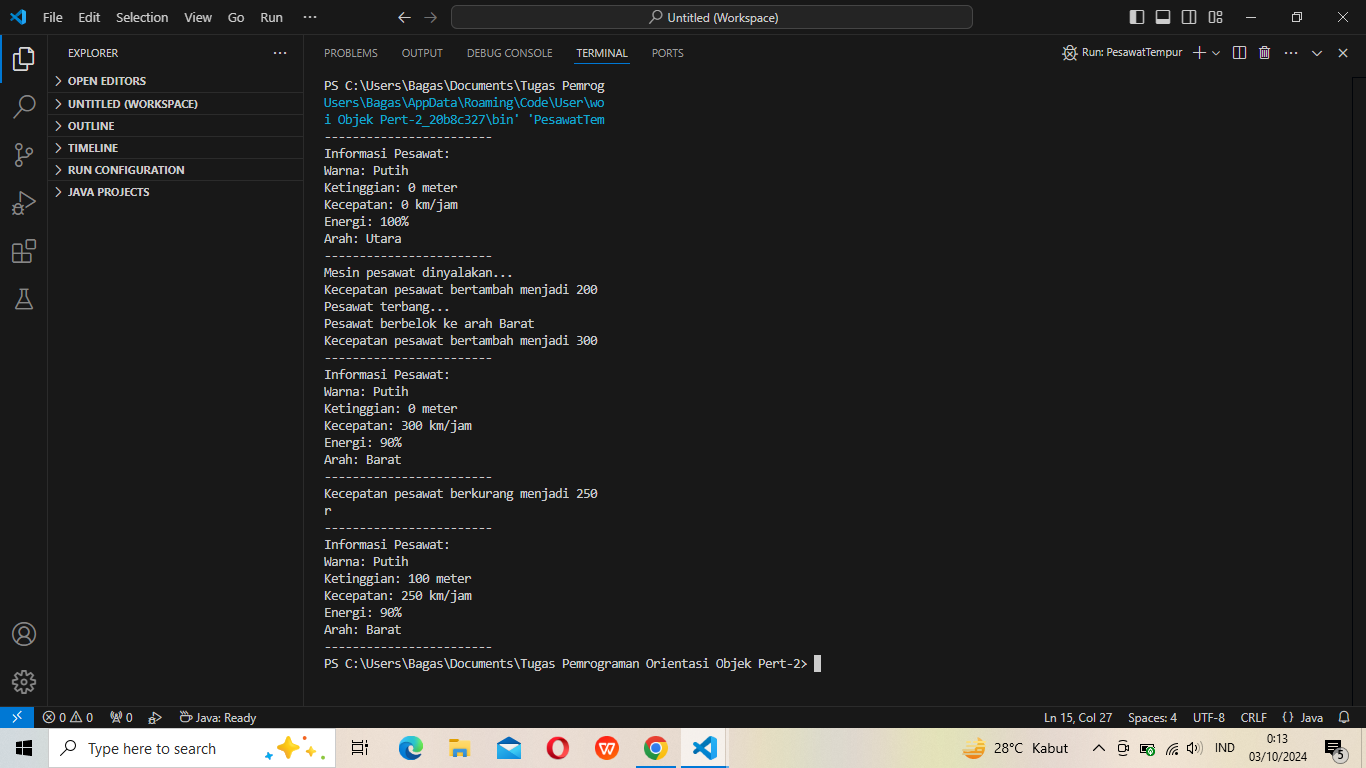 File Edit Selection View Go Run ···
Untitled (Workspace)
EXPLORER ···
OPEN EDITORS
UNTITLED (WORKSPACE)
OUTLINE
TIMELINE
RUN CONFIGURATION
JAVA PROJECTS
PROBLEMS OUTPUT DEBUG CONSOLE TERMINAL PORTS
Run: PesawatTempur
PS C:\Users\Bagas\Documents\Tugas Pemrog
Users\Bagas\AppData\Roaming\Code\User\wo
i Objek Pert-2_20b8c327\bin' 'PesawatTem
------------------------
Informasi Pesawat:
Warna: Putih
Ketinggian: 0 meter
Kecepatan: 0 km/jam
Energi: 100%
Arah: Utara
------------------------
Mesin pesawat dinyalakan...
Kecepatan pesawat bertambah menjadi 200
Pesawat terbang...
Pesawat berbelok ke arah Barat
Kecepatan pesawat bertambah menjadi 300
------------------------
Informasi Pesawat:
Warna: Putih
Ketinggian: 0 meter
Kecepatan: 300 km/jam
Energi: 90%
Arah: Barat
------------------------
Kecepatan pesawat berkurang menjadi 250
r
------------------------
Informasi Pesawat:
Warna: Putih
Ketinggian: 100 meter
Kecepatan: 250 km/jam
Energi: 90%
Arah: Barat
------------------------
PS C:\Users\Bagas\Documents\Tugas Pemrograman Orientasi Objek Pert-2>
0 0 0 Java: Ready
Ln 15, Col 27 Spaces: 4 UTF-8 CRLF {} Java
Type here to search
28°C Kabut
IND
0:13
03/10/2024
5